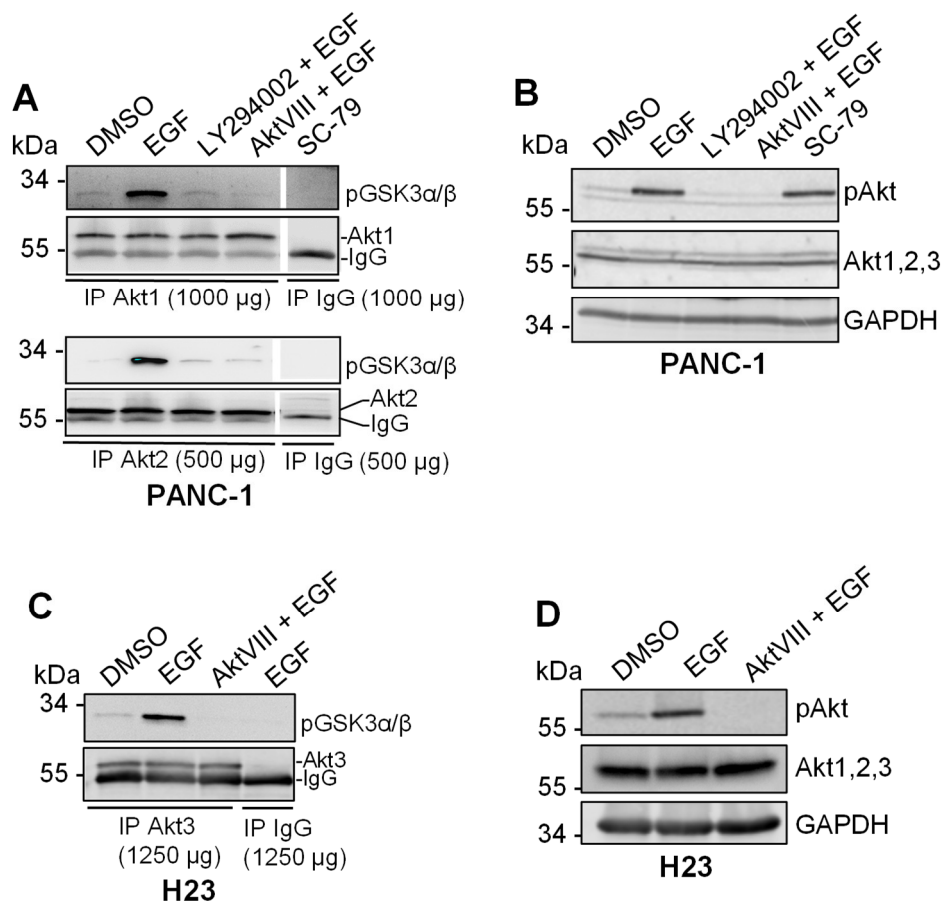 A
DMSO
EGF
LY294002 + EGF
AktVIII + EGF
SC-79
kDa
34 -
pGSK3α/β
55 -
-Akt1
-IgG
IP Akt1 (1000 µg)
IP IgG (1000 µg)
34 -
pGSK3α/β
55 -
Akt2
IgG
IP Akt2 (500 µg)
IP IgG (500 µg)
PANC-1
B
DMSO
EGF
LY294002 + EGF
AktVIII + EGF
SC-79
kDa
pAkt
55 -
Akt1,2,3
55 -
GAPDH
34 -
PANC-1
C
DMSO
EGF
AktVIII + EGF
EGF
kDa
34 -
pGSK3α/β
-Akt3
55 -
-IgG
IP Akt3
(1250 µg)
IP IgG
(1250 µg)
H23
D
DMSO
EGF
AktVIII + EGF
kDa
pAkt
55 -
Akt1,2,3
55 -
GAPDH
34 -
H23